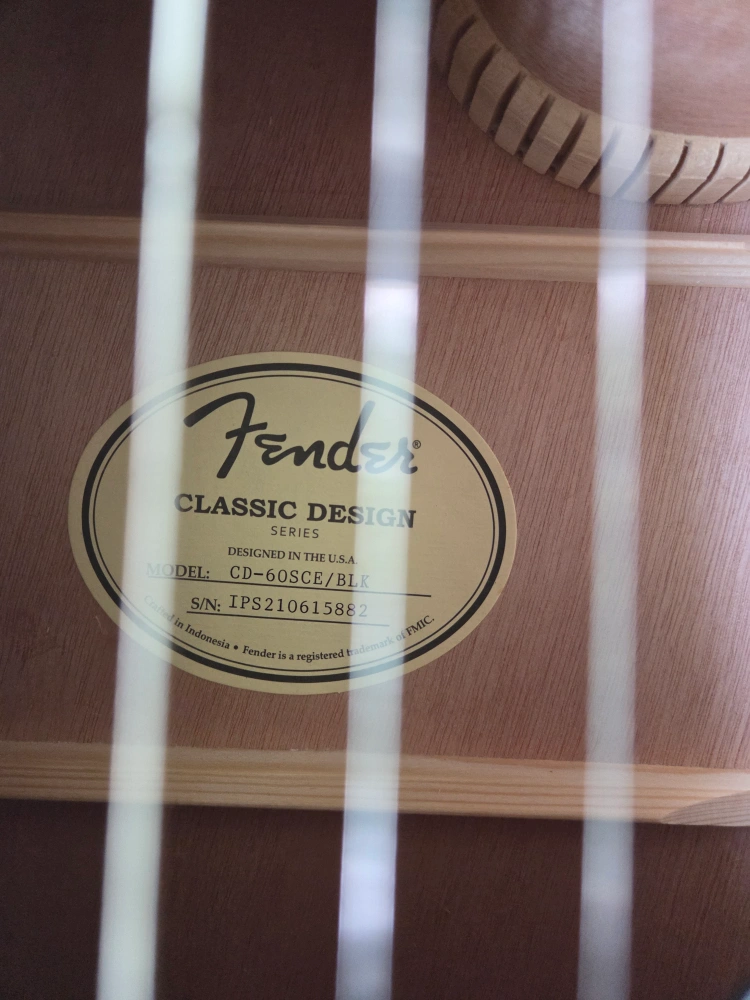 Fender®
CLASSIC DESIGN
SERIES
DESIGNED IN THE U.S.A.
MODEL: CD-60SCE/BLK
S/N: IPS210615882
Crafted in Indonesia • Fender is a registered trademark of FMIC.